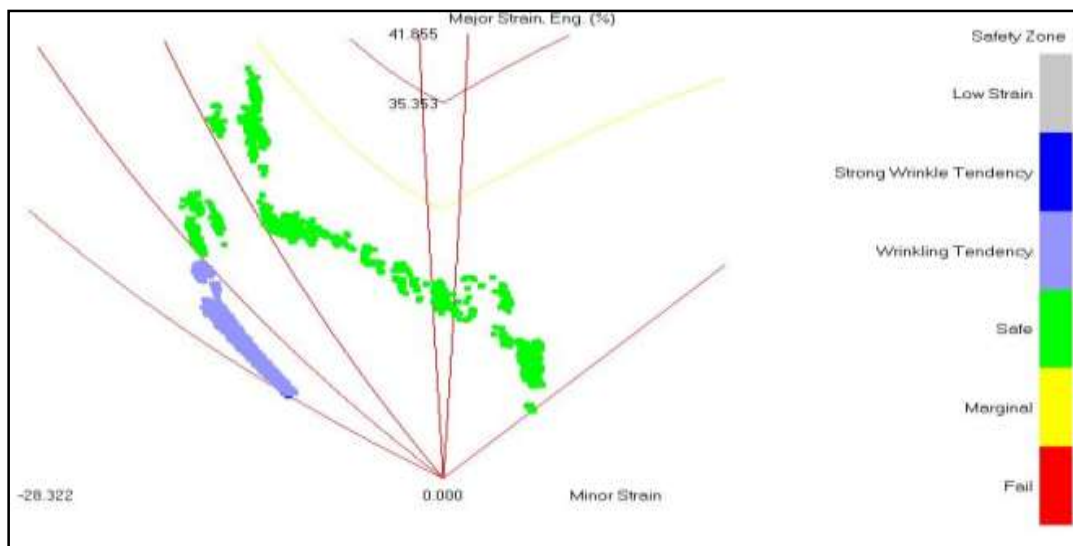 Major Strain, Eng. (%)
41.855
35.353
-28.322
0.000
Minor Strain
Safety Zone
Low Strain
Strong Wrinkle Tendency
Wrinkling Tendency
Safe
Marginal
Fail